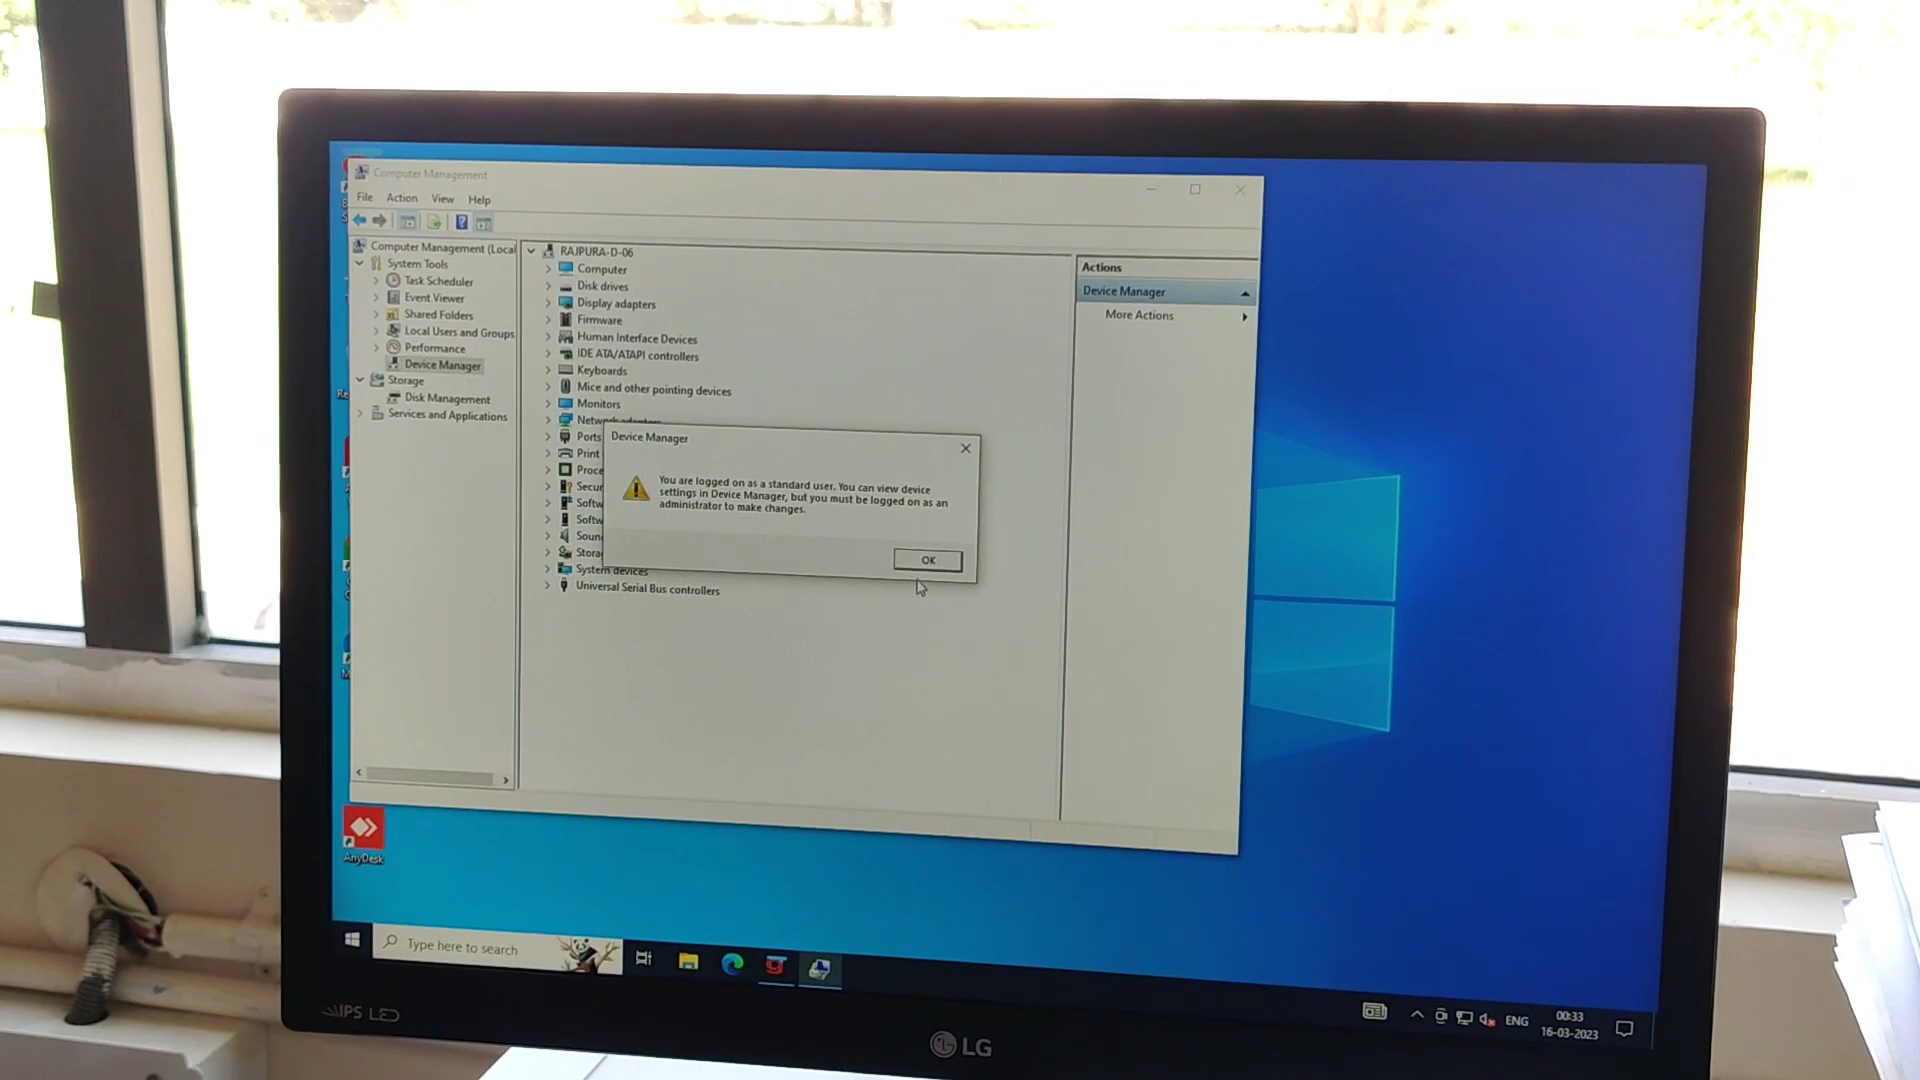 Computer Management
File Action View Help
Computer Management (Local
System Tools
Task Scheduler
Event Viewer
Shared Folders
Local Users and Groups
Performance
Device Manager
Storage
Disk Management
Services and Applications
RAJPURA-D-06
Computer
Disk drives
Display adapters
Firmware
Human Interface Devices
IDE ATA/ATAPI controllers
Keyboards
Mice and other pointing devices
Monitors
Network adapters
Ports
Print
Proce
Secur
Softw
Softw
Soun
Stora
System devices
Universal Serial Bus controllers
Actions
Device Manager
More Actions
Device Manager
You are logged on as a standard user. You can view device
settings in Device Manager, but you must be logged on as an
administrator to make changes.
OK
Re
AnyDesk
Type here to search
ENG
00:33
16-03-2023
IPS LED
LG